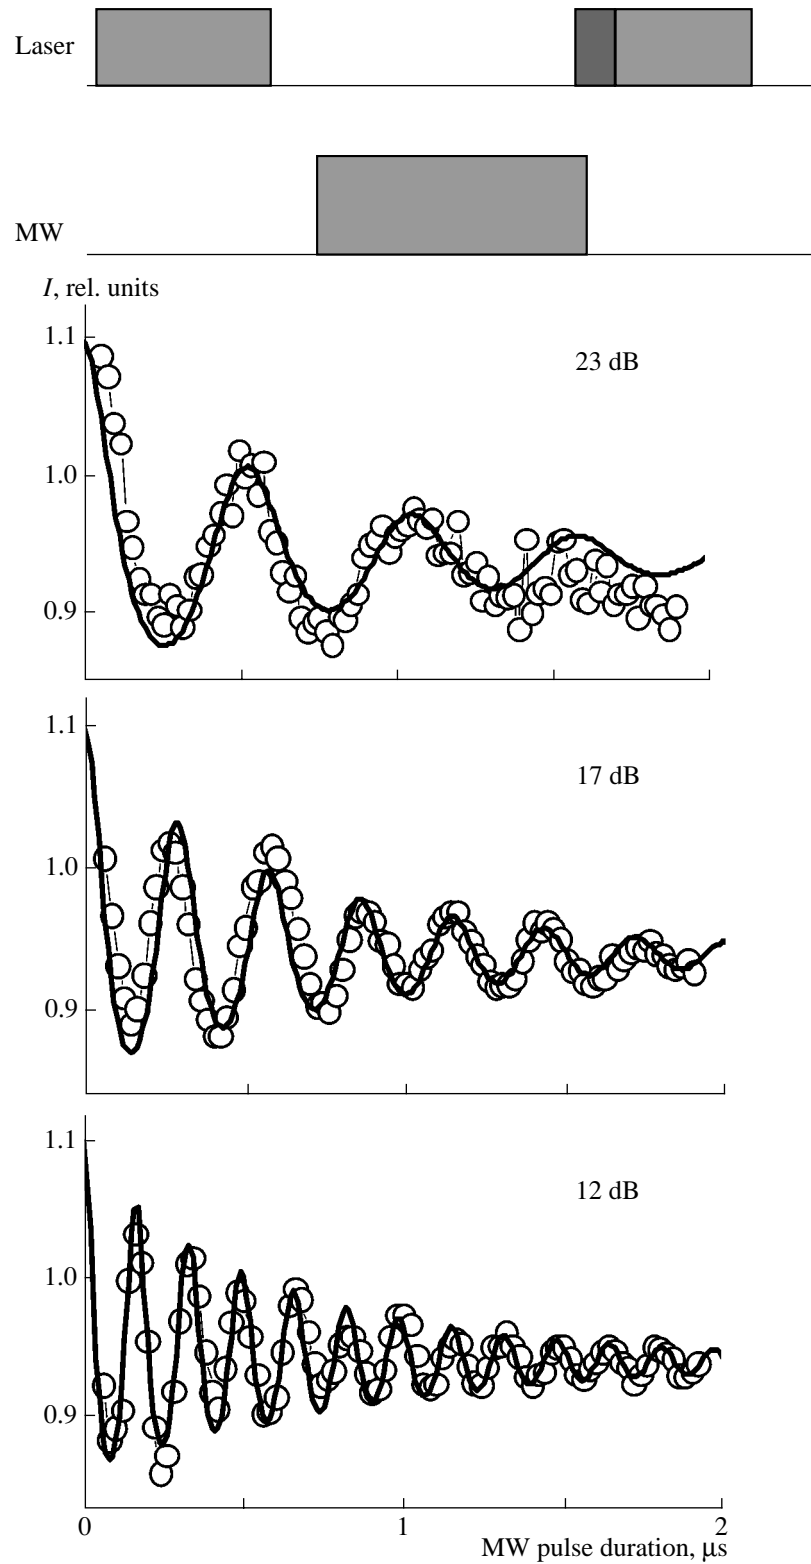 Laser
MW
I, rel. units
1.1
23 dB
1.0
0.9
1.1
17 dB
1.0
0.9
1.1
12 dB
1.0
0.9
0 1 2
MW pulse duration, μs